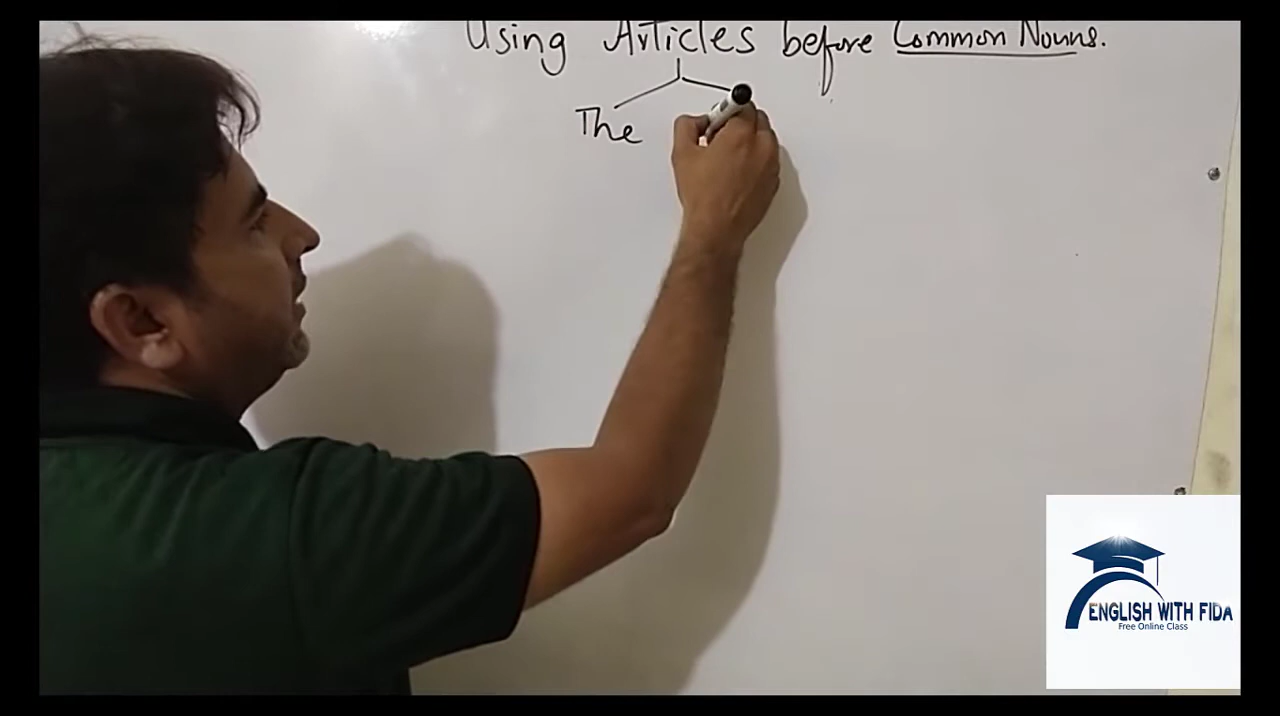 Using Articles before Common Nouns.
The
ENGLISH WITH FIDA
Free Online Class